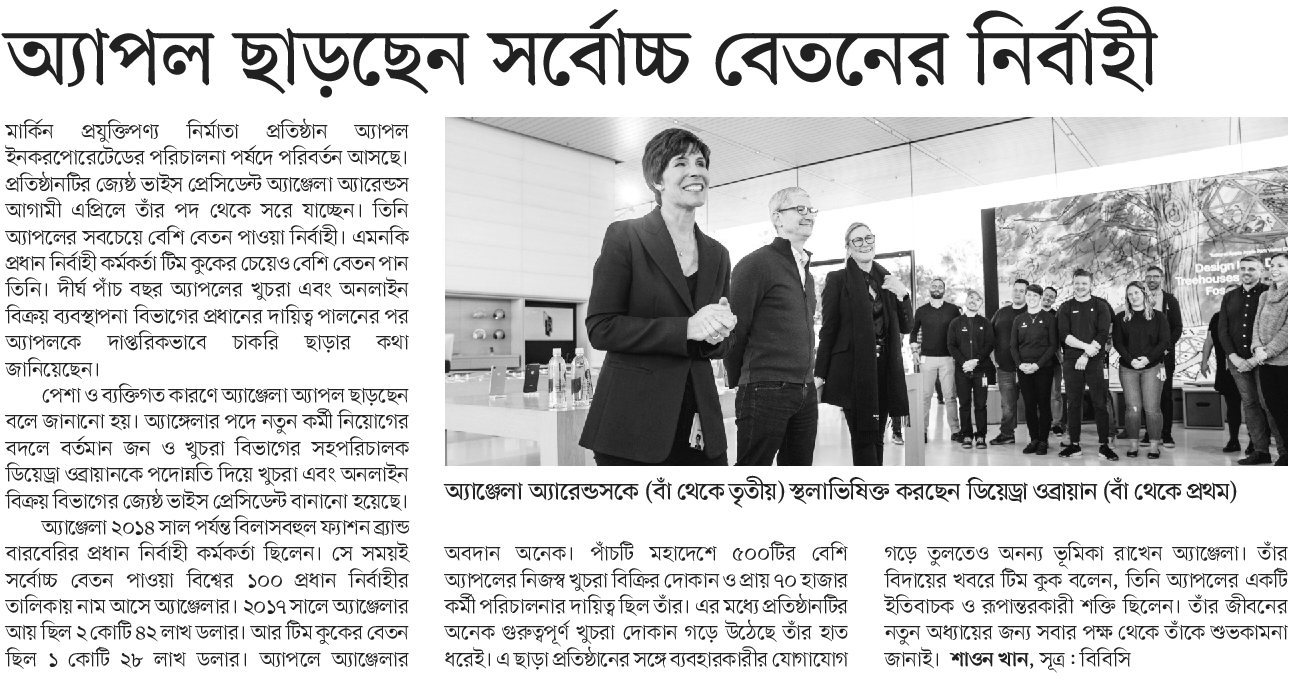 অ্যাপল ছাড়ছেন সর্বোচ্চ বেতনের নির্বাহী
মার্কিন প্রযুক্তিপণ্য নির্মাতা প্রতিষ্ঠান অ্যাপল
ইনকরপোরেটেডের পরিচালনা পর্ষদে পরিবর্তন আসছে।
প্রতিষ্ঠানটির জ্যেষ্ঠ ভাইস প্রেসিডেন্ট অ্যাঞ্জেলা অ্যারেন্ডস
আগামী এপ্রিলে তাঁর পদ থেকে সরে যাচ্ছেন। তিনি
অ্যাপলের সবচেয়ে বেশি বেতন পাওয়া নির্বাহী। এমনকি
প্রধান নির্বাহী কর্মকর্তা টিম কুকের চেয়েও বেশি বেতন পান
তিনি। দীর্ঘ পাঁচ বছর অ্যাপলের খুচরা এবং অনলাইন
বিক্রয় ব্যবস্থাপনা বিভাগের প্রধানের দায়িত্ব পালনের পর
অ্যাপলকে দাপ্তরিকভাবে চাকরি ছাড়ার কথা
জানিয়েছেন।
পেশা ও ব্যক্তিগত কারণে অ্যাঞ্জেলা অ্যাপল ছাড়ছেন
বলে জানানো হয়। অ্যাঙ্গেলার পদে নতুন কর্মী নিয়োগের
বদলে বর্তমান জন ও খুচরা বিভাগের সহপরিচালক
ডিয়েড্রা ওব্রায়ানকে পদোন্নতি দিয়ে খুচরা এবং অনলাইন
বিক্রয় বিভাগের জ্যেষ্ঠ ভাইস প্রেসিডেন্ট বানানো হয়েছে।
অ্যাঞ্জেলা ২০১৪ সাল পর্যন্ত বিলাসবহুল ফ্যাশন ব্র্যান্ড
বারবেরির প্রধান নির্বাহী কর্মকর্তা ছিলেন। সে সময়ই
সর্বোচ্চ বেতন পাওয়া বিশ্বের ১০০ প্রধান নির্বাহীর
তালিকায় নাম আসে অ্যাঞ্জেলার। ২০১৭ সালে অ্যাঞ্জেলার
আয় ছিল ২ কোটি ৪২ লাখ ডলার। আর টিম কুকের বেতন
ছিল ১ কোটি ২৮ লাখ ডলার। অ্যাপলে অ্যাঞ্জেলার
Design
Treehouses
Fos
অ্যাঞ্জেলা অ্যারেন্ডসকে (বাঁ থেকে তৃতীয়) স্থলাভিষিক্ত করছেন ডিয়েড্রা ওব্রায়ান (বাঁ থেকে প্রথম)
অবদান অনেক। পাঁচটি মহাদেশে ৫০০টির বেশি
অ্যাপলের নিজস্ব খুচরা বিক্রির দোকান ও প্রায় ৭০ হাজার
কর্মী পরিচালনার দায়িত্ব ছিল তাঁর। এর মধ্যে প্রতিষ্ঠানটির
অনেক গুরুত্বপূর্ণ খুচরা দোকান গড়ে উঠেছে তাঁর হাত
ধরেই। এ ছাড়া প্রতিষ্ঠানের সঙ্গে ব্যবহারকারীর যোগাযোগ
গড়ে তুলতেও অনন্য ভূমিকা রাখেন অ্যাঞ্জেলা। তাঁর
বিদায়ের খবরে টিম কুক বলেন, তিনি অ্যাপলের একটি
ইতিবাচক ও রূপান্তরকারী শক্তি ছিলেন। তাঁর জীবনের
নতুন অধ্যায়ের জন্য সবার পক্ষ থেকে তাঁকে শুভকামনা
জানাই। শাওন খান, সূত্র : বিবিসি